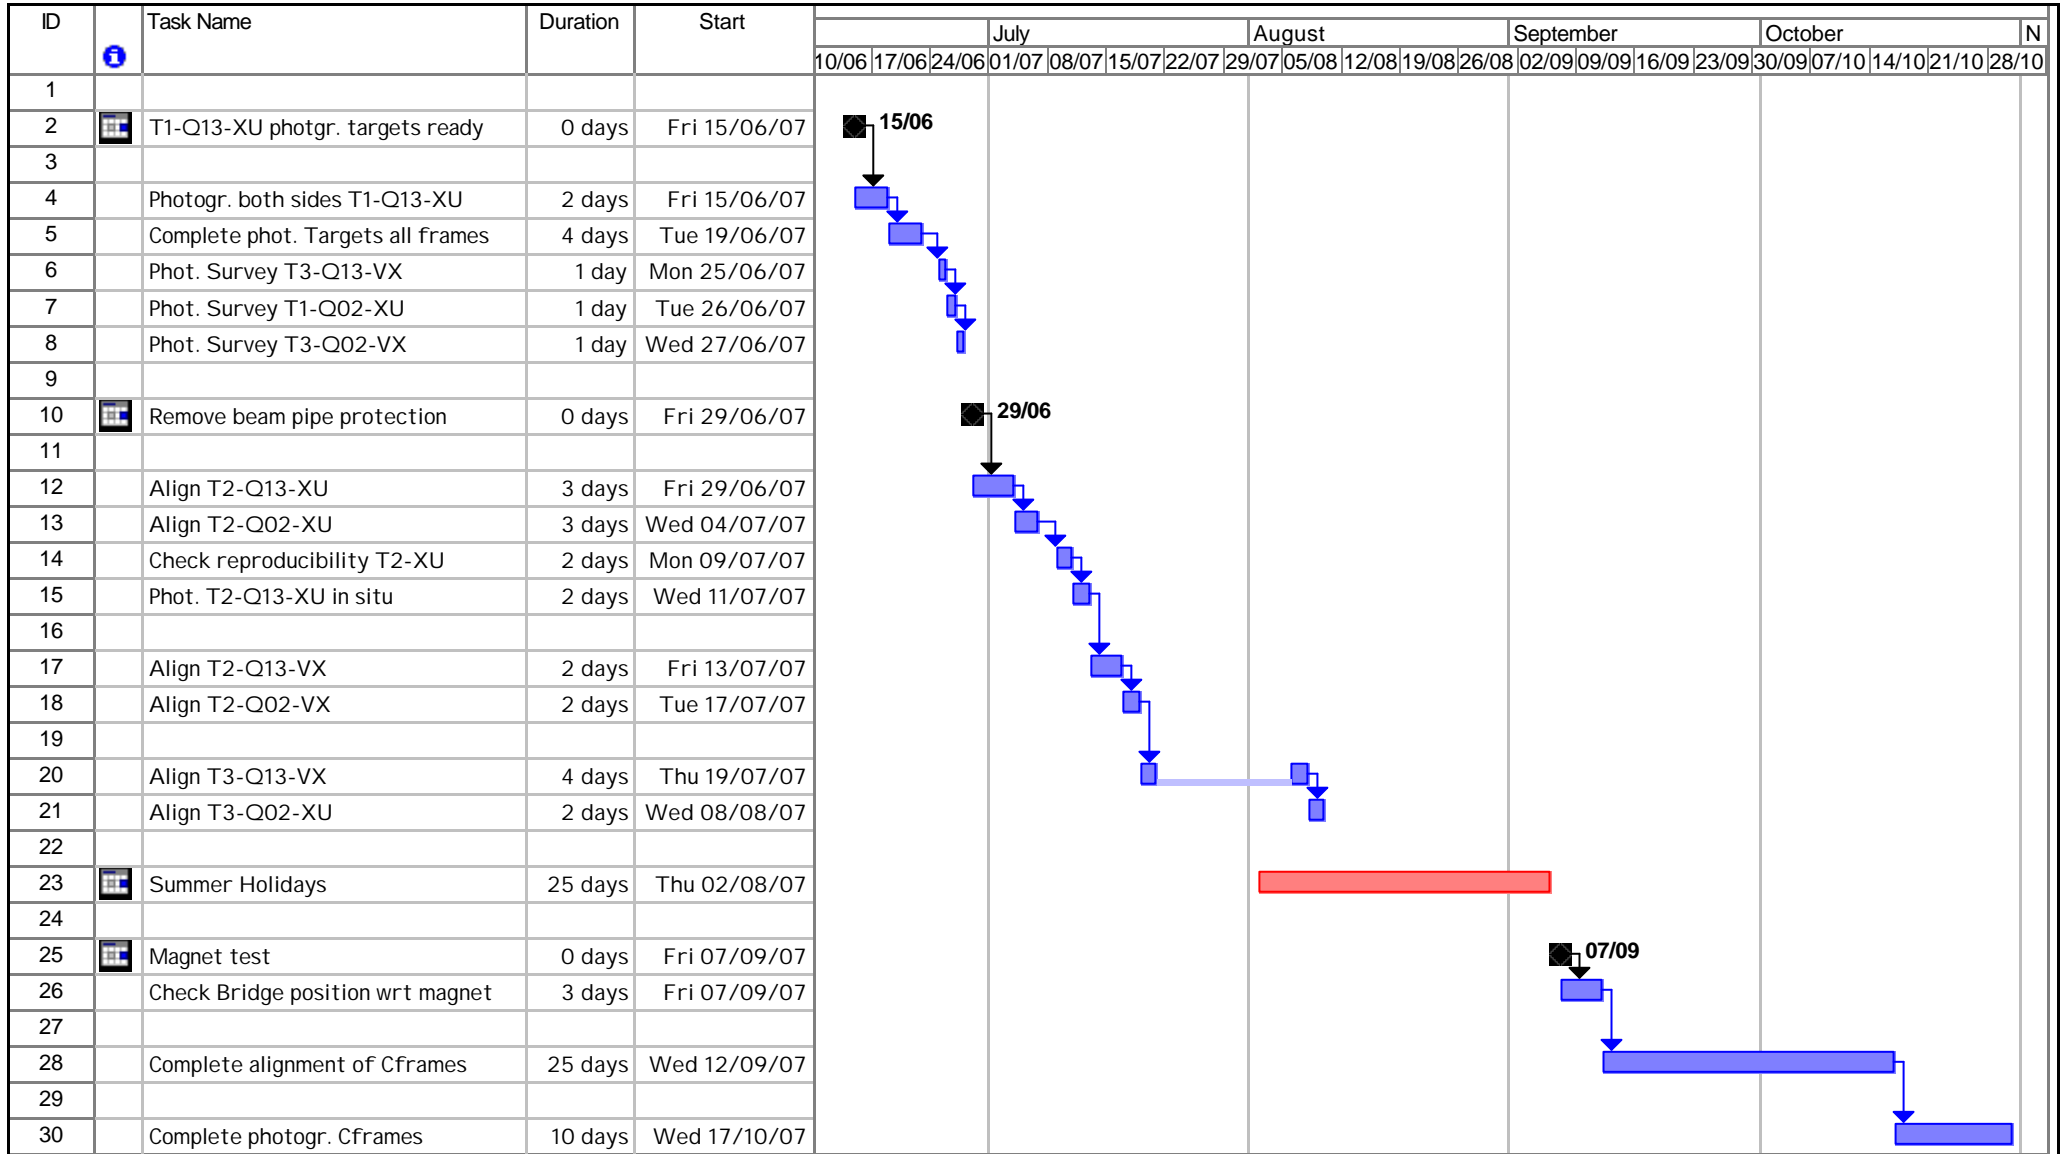 ID Task Name Duration Start
July August September October N
10/06 17/06 24/06 01/07 08/07 15/07 22/07 29/07 05/08 12/08 19/08 26/08 02/09 09/09 16/09 23/09 30/09 07/10 14/10 21/10 28/10
1
2 T1-Q13-XU photgr. targets ready 0 days Fri 15/06/07 15/06
3
4 Photogr. both sides T1-Q13-XU 2 days Fri 15/06/07
5 Complete phot. Targets all frames 4 days Tue 19/06/07
6 Phot. Survey T3-Q13-VX 1 day Mon 25/06/07
7 Phot. Survey T1-Q02-XU 1 day Tue 26/06/07
8 Phot. Survey T3-Q02-VX 1 day Wed 27/06/07
9
10 Remove beam pipe protection 0 days Fri 29/06/07 29/06
11
12 Align T2-Q13-XU 3 days Fri 29/06/07
13 Align T2-Q02-XU 3 days Wed 04/07/07
14 Check reproducibility T2-XU 2 days Mon 09/07/07
15 Phot. T2-Q13-XU in situ 2 days Wed 11/07/07
16
17 Align T2-Q13-VX 2 days Fri 13/07/07
18 Align T2-Q02-VX 2 days Tue 17/07/07
19
20 Align T3-Q13-VX 4 days Thu 19/07/07
21 Align T3-Q02-XU 2 days Wed 08/08/07
22
23 Summer Holidays 25 days Thu 02/08/07
24
25 Magnet test 0 days Fri 07/09/07 07/09
26 Check Bridge position wrt magnet 3 days Fri 07/09/07
27
28 Complete alignment of Cframes 25 days Wed 12/09/07
29
30 Complete photogr. Cframes 10 days Wed 17/10/07